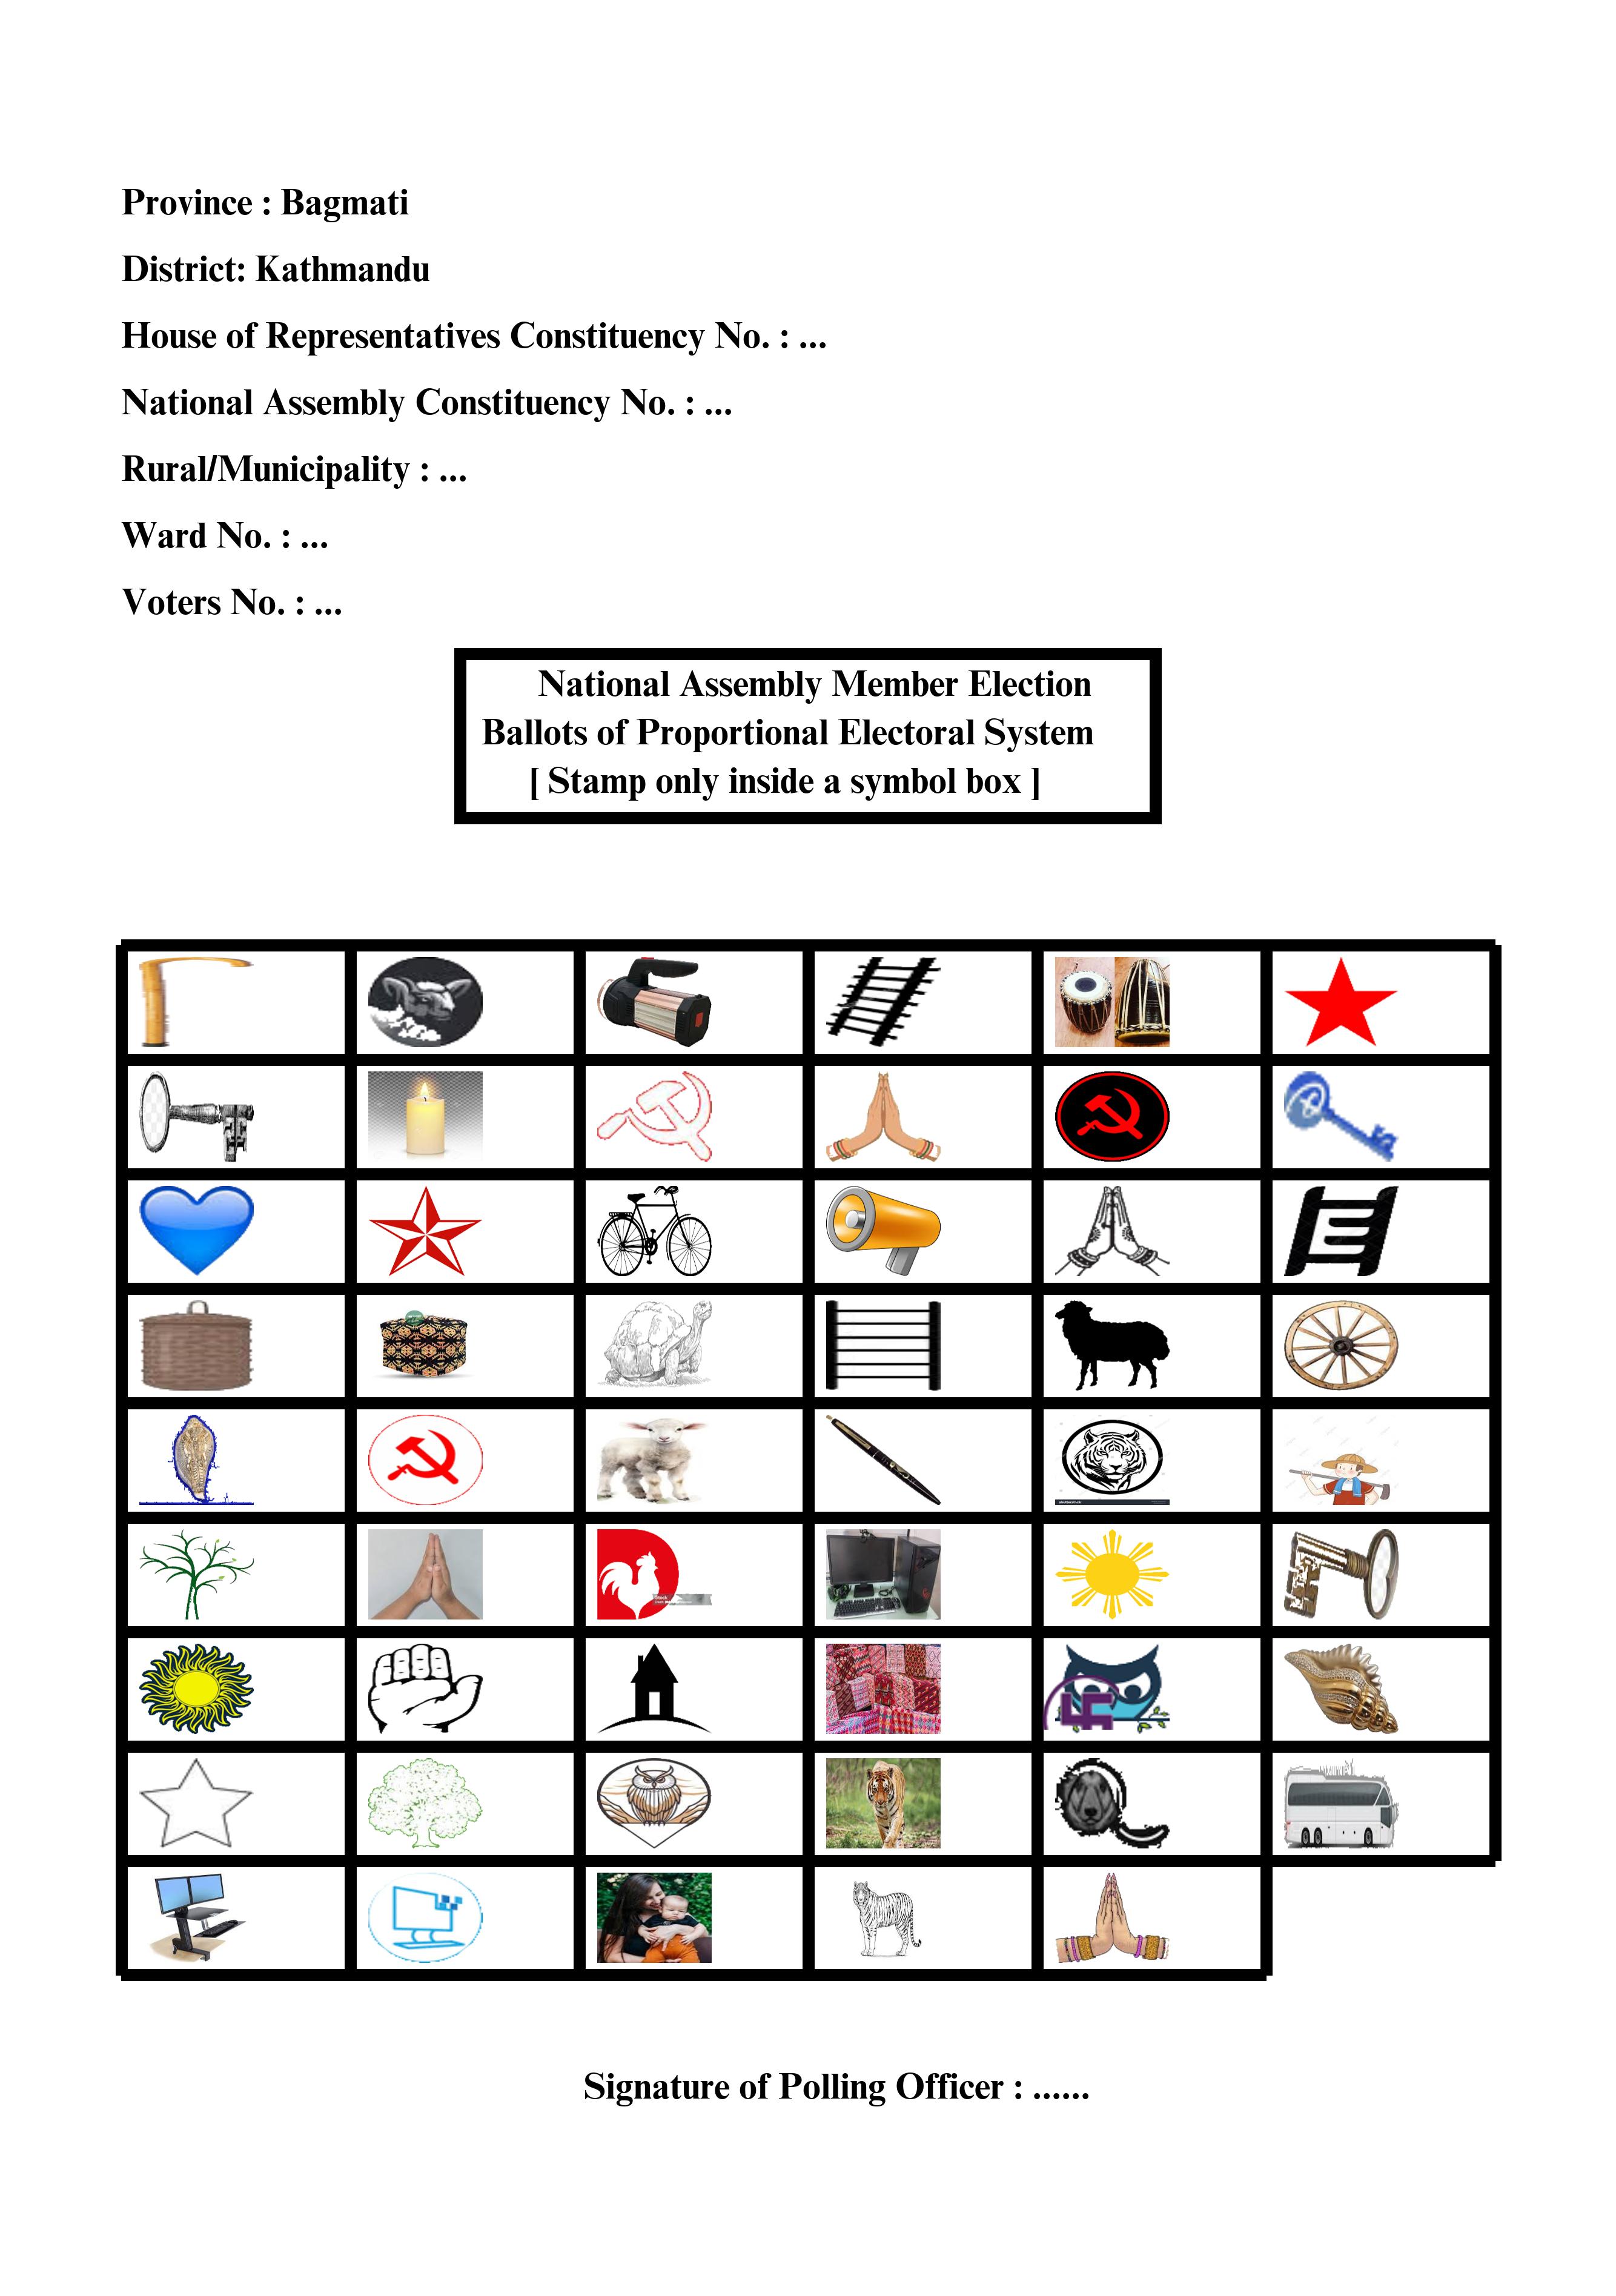 Province : Bagmati
District: Kathmandu
House of Representatives Constituency No. : ...
National Assembly Constituency No. : ...
Rural/Municipality : ...
Ward No. : ...
Voters No. : ...
National Assembly Member Election
Ballots of Proportional Electoral System
[ Stamp only inside a symbol box ]
Signature of Polling Officer : ......